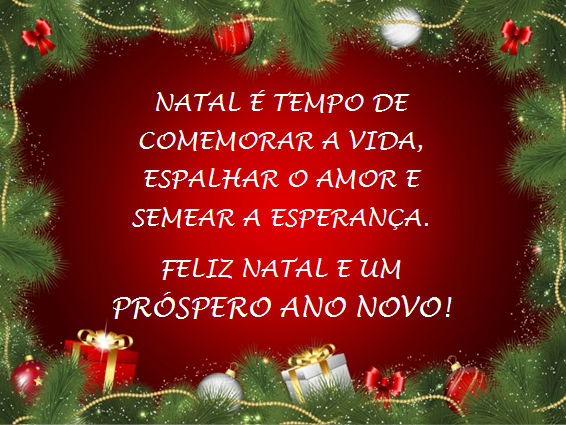 NATAL É TEMPO DE
COMEMORAR A VIDA,
ESPALHAR O AMOR E
SEMEAR A ESPERANÇA.
FELIZ NATAL E UM
PRÓSPERO ANO NOVO!